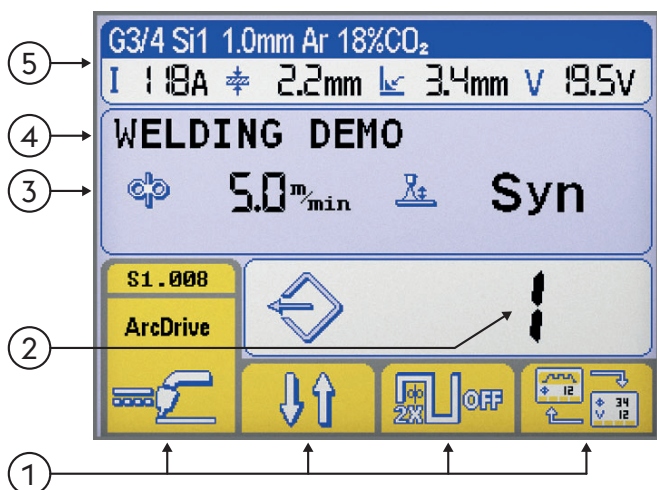 G3/4 Si1 1.0mm Ar 18%CO₂
I 118A 2.2mm 3.4mm V 19.5V
WELDING DEMO
5.0 m/min Syn
S1.008
ArcDrive
1
2X OFF
12
34
V 12
5
4
3
2
1